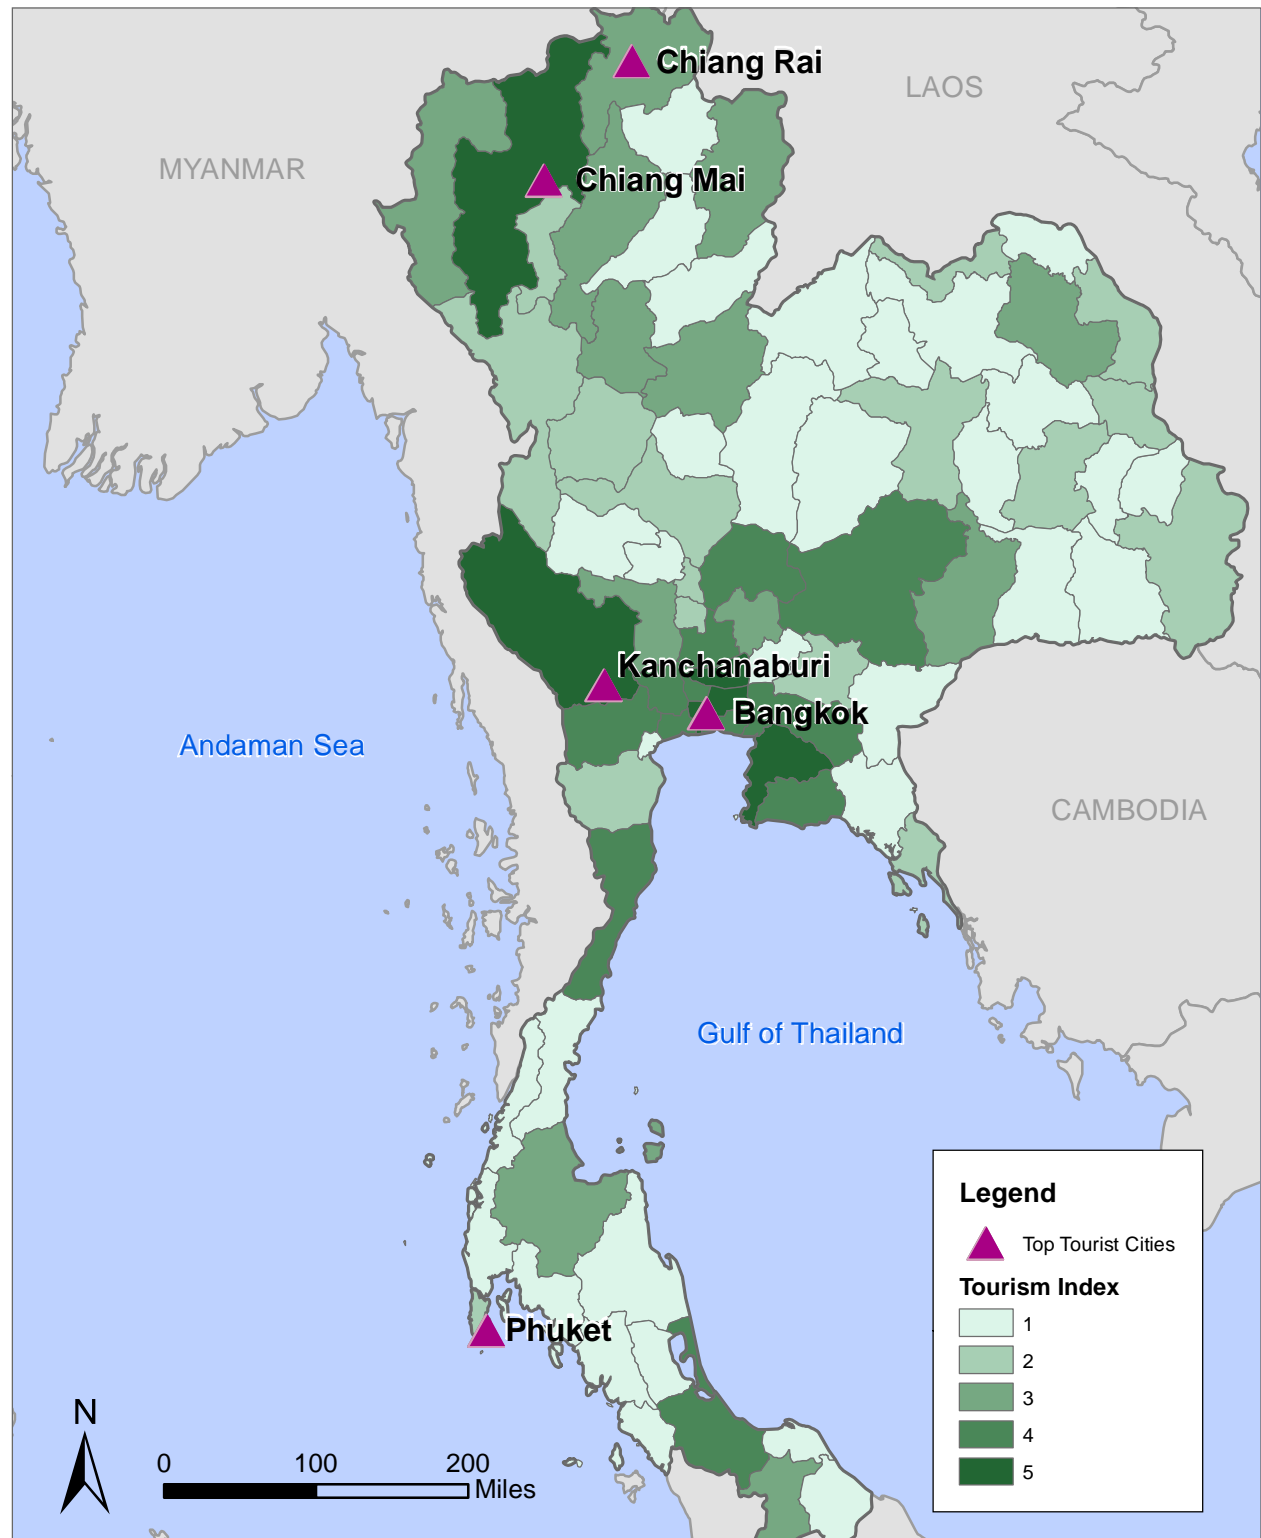 Chiang Rai
LAOS
MYANMAR
Chiang Mai
Kanchanaburi
Bangkok
Andaman Sea
CAMBODIA
Gulf of Thailand
Phuket
Legend
Top Tourist Cities
Tourism Index
1
2
3
4
5
N
0 100 200
Miles